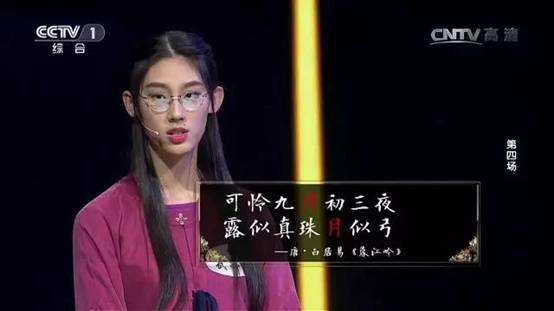 CCTV 1
综合
CNTV 高清
第四场
可怜九月初三夜
露似真珠月似弓
——唐·白居易《暮江吟》